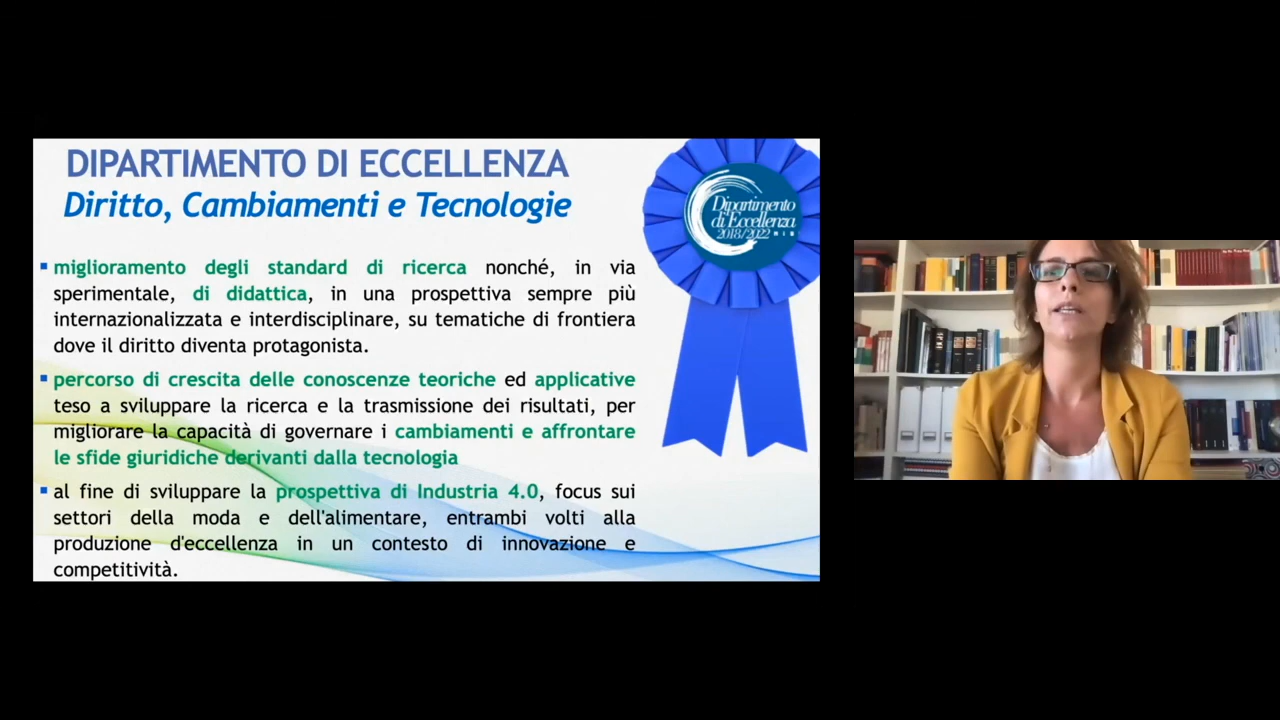 DIPARTIMENTO DI ECCELLENZA
Diritto, Cambiamenti e Tecnologie
Dipartimento
di Eccellenza
2018/2022
miglioramento degli standard di ricerca nonché, in via
sperimentale, di didattica, in una prospettiva sempre più
internazionalizzata e interdisciplinare, su tematiche di frontiera
dove il diritto diventa protagonista.
percorso di crescita delle conoscenze teoriche ed applicative
teso a sviluppare la ricerca e la trasmissione dei risultati, per
migliorare la capacità di governare i cambiamenti e affrontare
le sfide giuridiche derivanti dalla tecnologia
al fine di sviluppare la prospettiva di Industria 4.0, focus sui
settori della moda e dell'alimentare, entrambi volti alla
produzione d'eccellenza in un contesto di innovazione e
competitività.